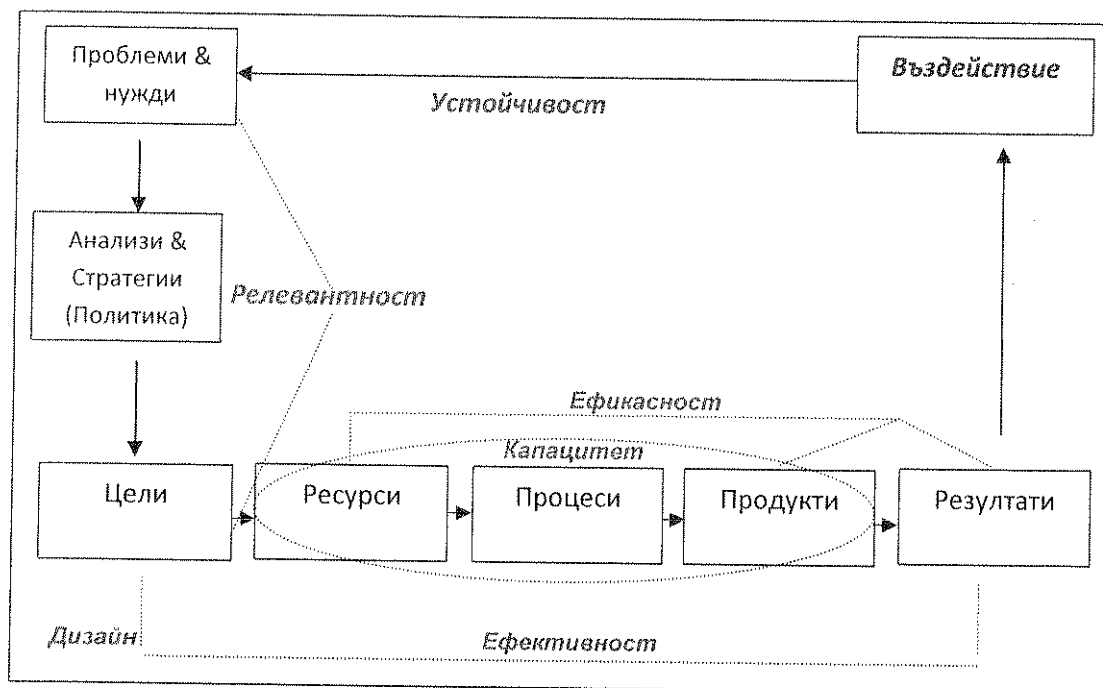 Проблеми &
нужди
Въздействие
Устойчивост
Анализи &
Стратегии
(Политика)
Релевантност
Ефикасност
Капацитет
Цели
Ресурси
Процеси
Продукти
Резултати
Дизайн
Ефективност